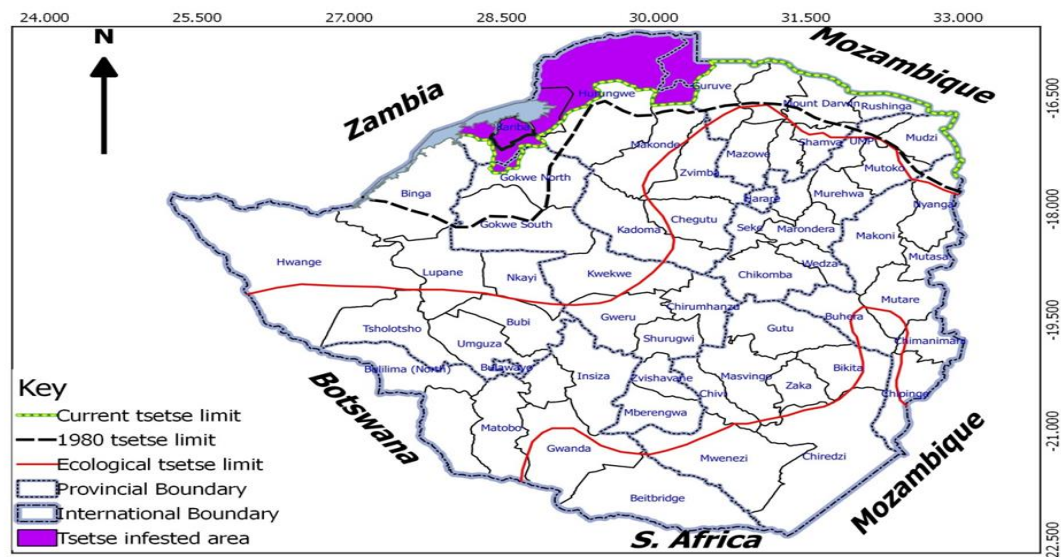 24.000 25.500 27.000 28.500 30.000 31.500 33.000
N
Mozambique
Zambia
-16.500
Guruve
Hurungwe
Mount Darwin
Rushinga
Kariba
Makonde
Mazowe
Shamva
UMP
Mudzi
Zvimba
Mutoko
Gokwe North
Binga
Murehwa
Harare
Nyanga
-18.000
Gokwe South
Chegutu
Kadoma
Seke
Marondera
Makoni
Hwange
Lupane
Nkayi
Kwekwe
Chikomba
Wedza
Mutasa
Mutare
Chirumhanzu
-19.500
Bubi
Gweru
Buhera
Tsholotsho
Gutu
Umguza
Shurugwi
Chimanimani
Bulilima (North)
Bulawayo
Insiza
Zvishavane
Masvingo
Bikita
Zaka
Chivi
Chipinge
Mberengwa
Matobo
Botswana
Gwanda
Mwenezi
Chiredzi
-21.000
Mozambique
Beitbridge
S. Africa
-22.500
Key
Current tsetse limit
1980 tsetse limit
Ecological tsetse limit
Provincial Boundary
International Boundary
Tsetse infested area